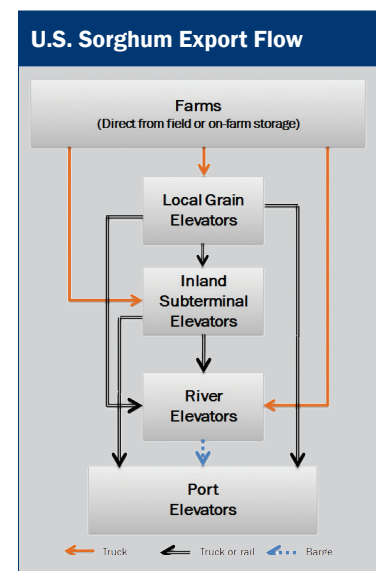 U.S. Sorghum Export Flow
Farms
(Direct from field or on-farm storage)
Local Grain
Elevators
Inland
Subterminal
Elevators
River
Elevators
Port
Elevators
Truck
Truck or rail
Barge